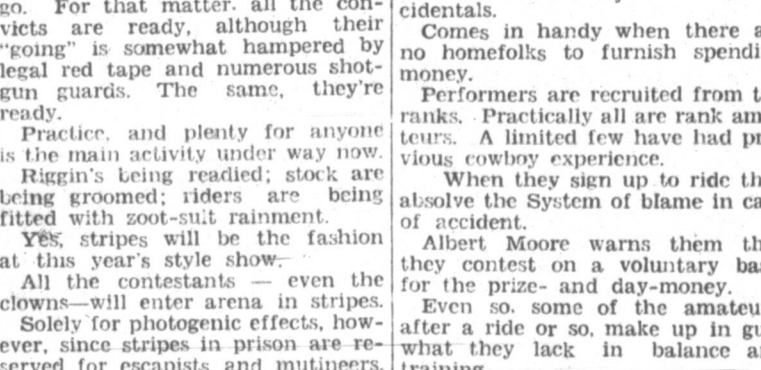 go. For that matter. all the con-
victs are ready, although their
"going" is somewhat hampered by
legal red tape and numerous shot-
gun guards. The same, they're
ready.
Practice, and plenty for anyone
is the main activity under way now.
Riggin's being readied; stock are
being groomed; riders are being
fitted with zoot-suit rainment.
Yes, stripes will be the fashion
at this year's style show.
All the contestants — even the
clowns—will enter arena in stripes.
Solely for photogenic effects, how-
ever, since stripes in prison are re-
served for escapists and mutineers.
cidentals.
Comes in handy when there a
no homefolks to furnish spendi
money.
Performers are recruited from t
ranks. Practically all are rank am
teurs. A limited few have had pr
vious cowboy experience.
When they sign up to ride th
absolve the System of blame in ca
of accident.
Albert Moore warns them th
they contest on a voluntary ba
for the prize- and day-money.
Even so, some of the amateu
after a ride or so, make up in gu
what they lack in balance a
training.